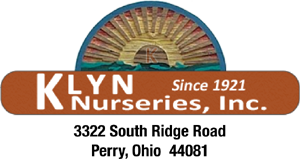 KLYN Since 1921
Nurseries, Inc.
3322 South Ridge Road
Perry, Ohio 44081